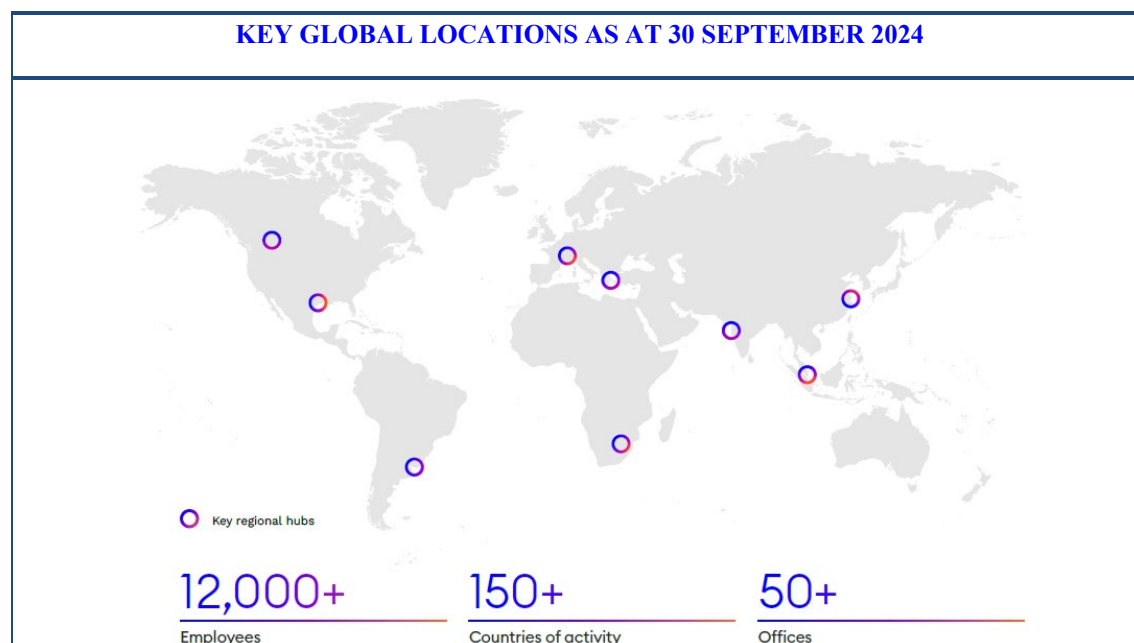 KEY GLOBAL LOCATIONS AS AT 30 SEPTEMBER 2024
Key regional hubs
12,000+
150+
50+
Employees
Countries of activity
Offices